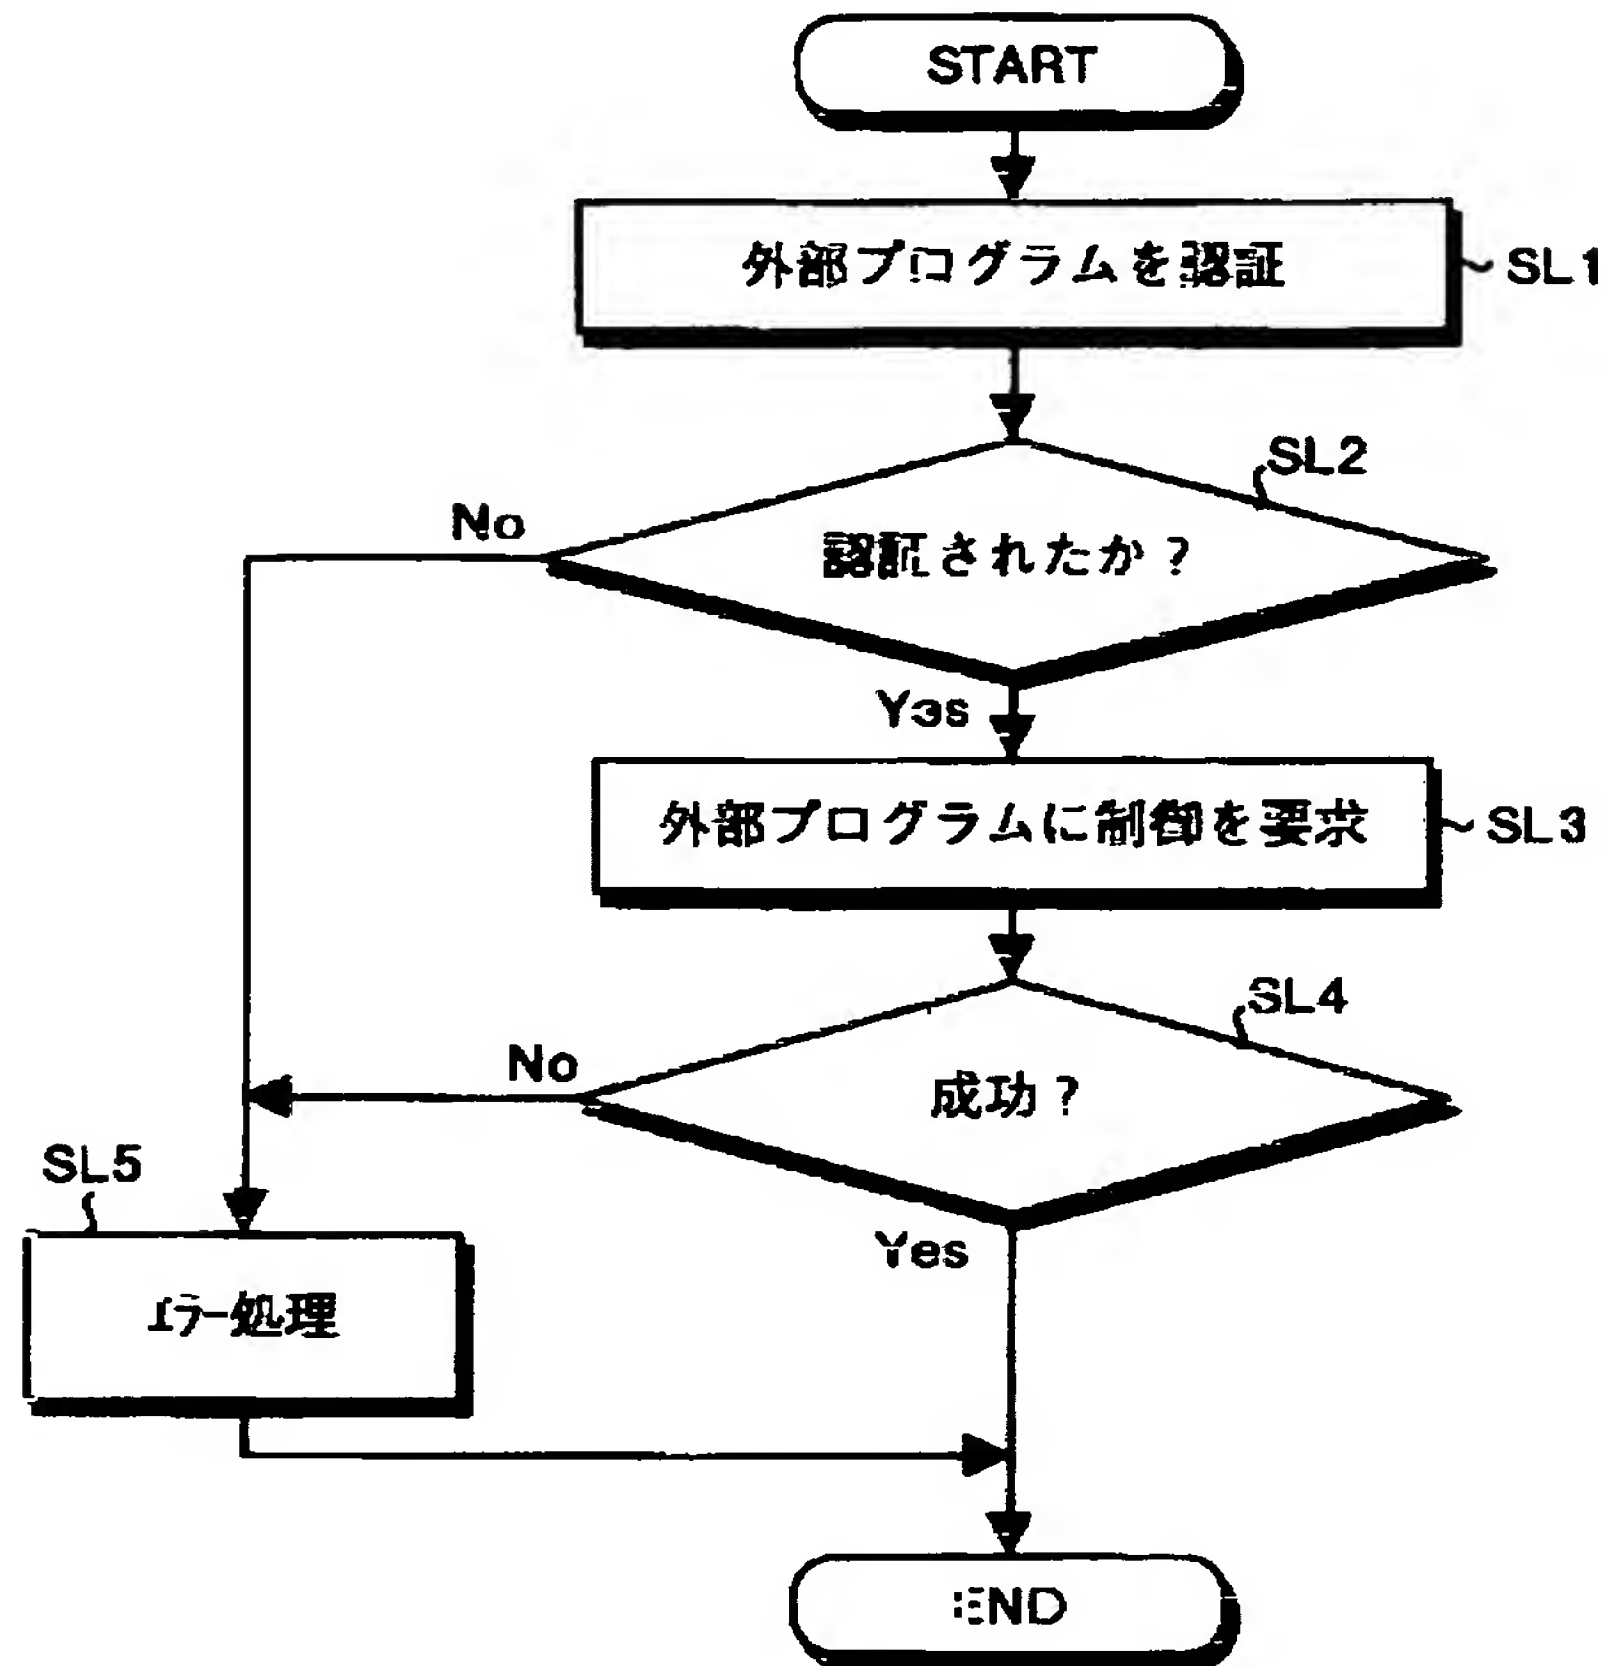 START
外部プログラムを認証
SL1
SL2
No
認証されたか？
Yes
外部プログラムに制御を要求
SL3
SL4
No
成功？
SL5
Yes
ｴﾗｰ処理
END